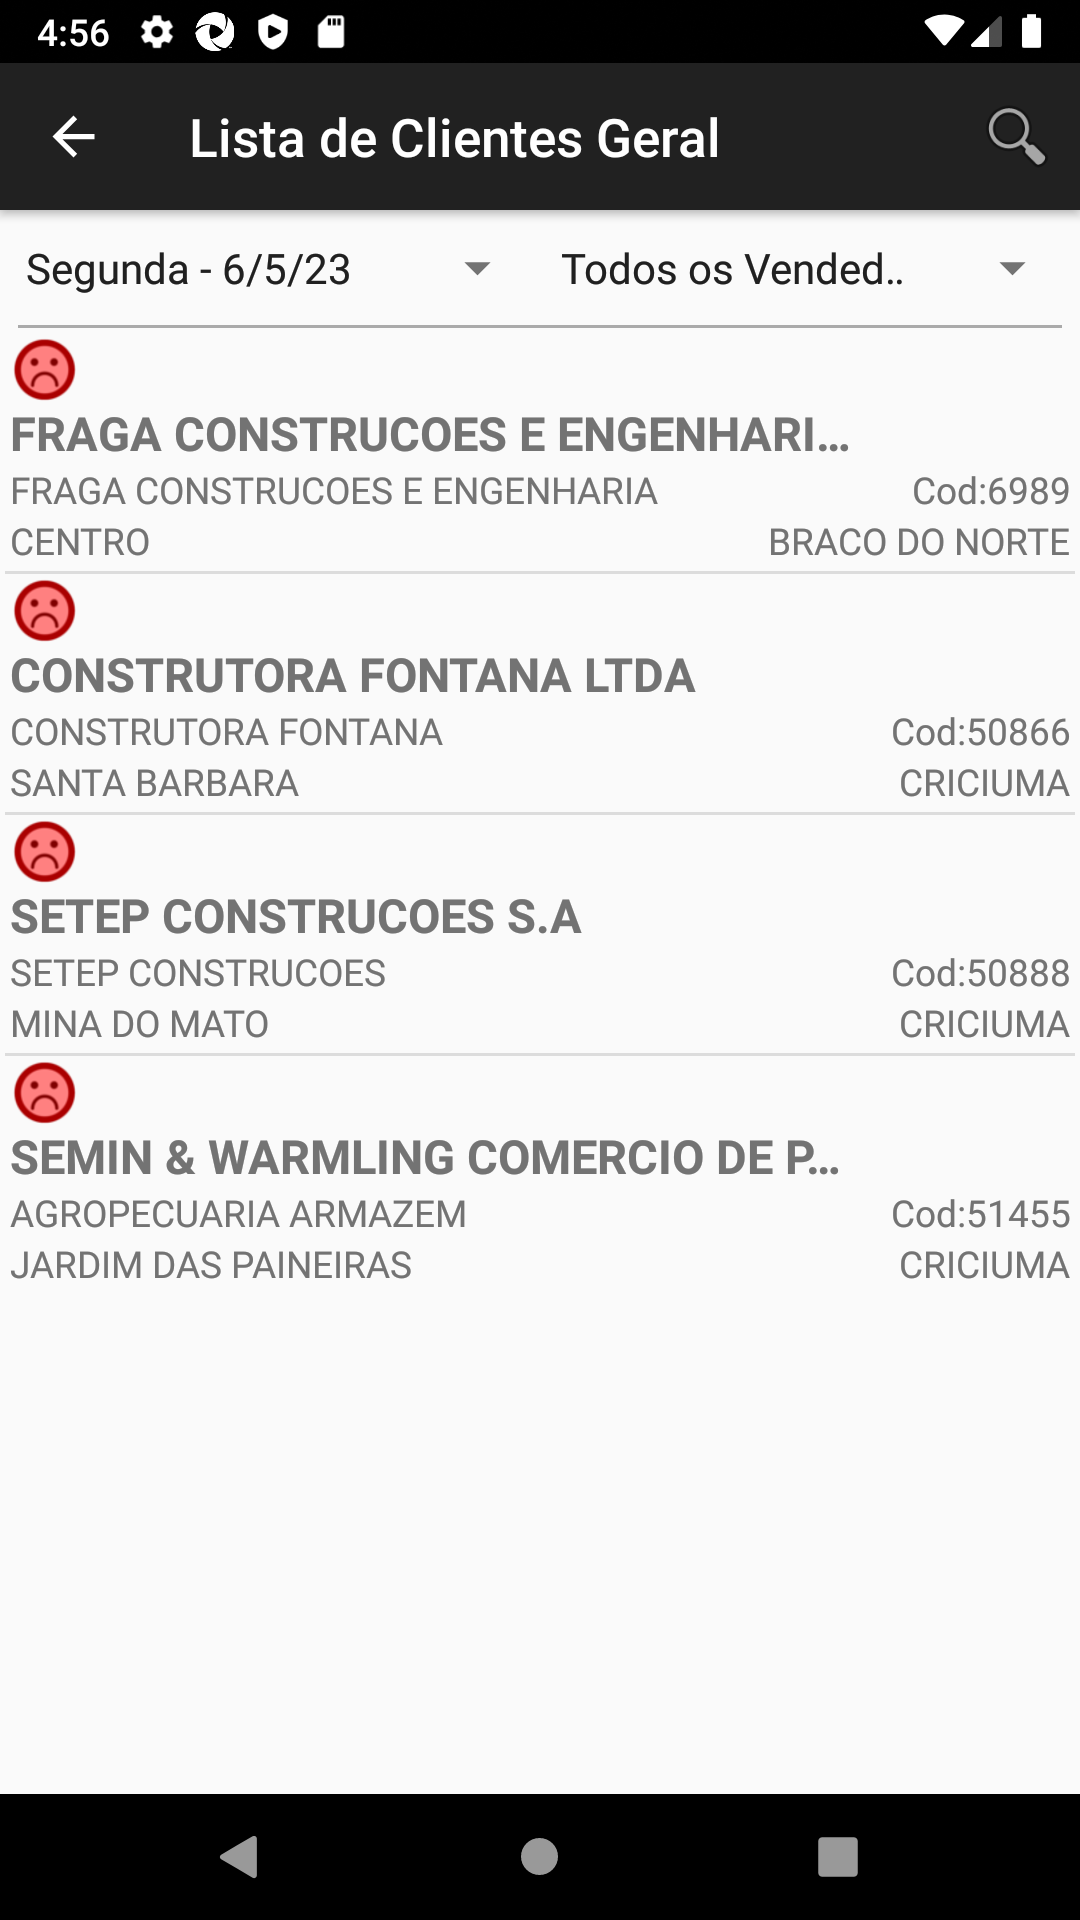 4:56
Lista de Clientes Geral
Segunda - 6/5/23
Todos os Vended..
FRAGA CONSTRUCOES E ENGENHARI...
FRAGA CONSTRUCOES E ENGENHARIA Cod:6989
CENTRO BRACO DO NORTE
CONSTRUTORA FONTANA LTDA
CONSTRUTORA FONTANA Cod:50866
SANTA BARBARA CRICIUMA
SETEP CONSTRUCOES S.A
SETEP CONSTRUCOES Cod:50888
MINA DO MATO CRICIUMA
SEMIN & WARMLING COMERCIO DE P...
AGROPECUARIA ARMAZEM Cod:51455
JARDIM DAS PAINEIRAS CRICIUMA